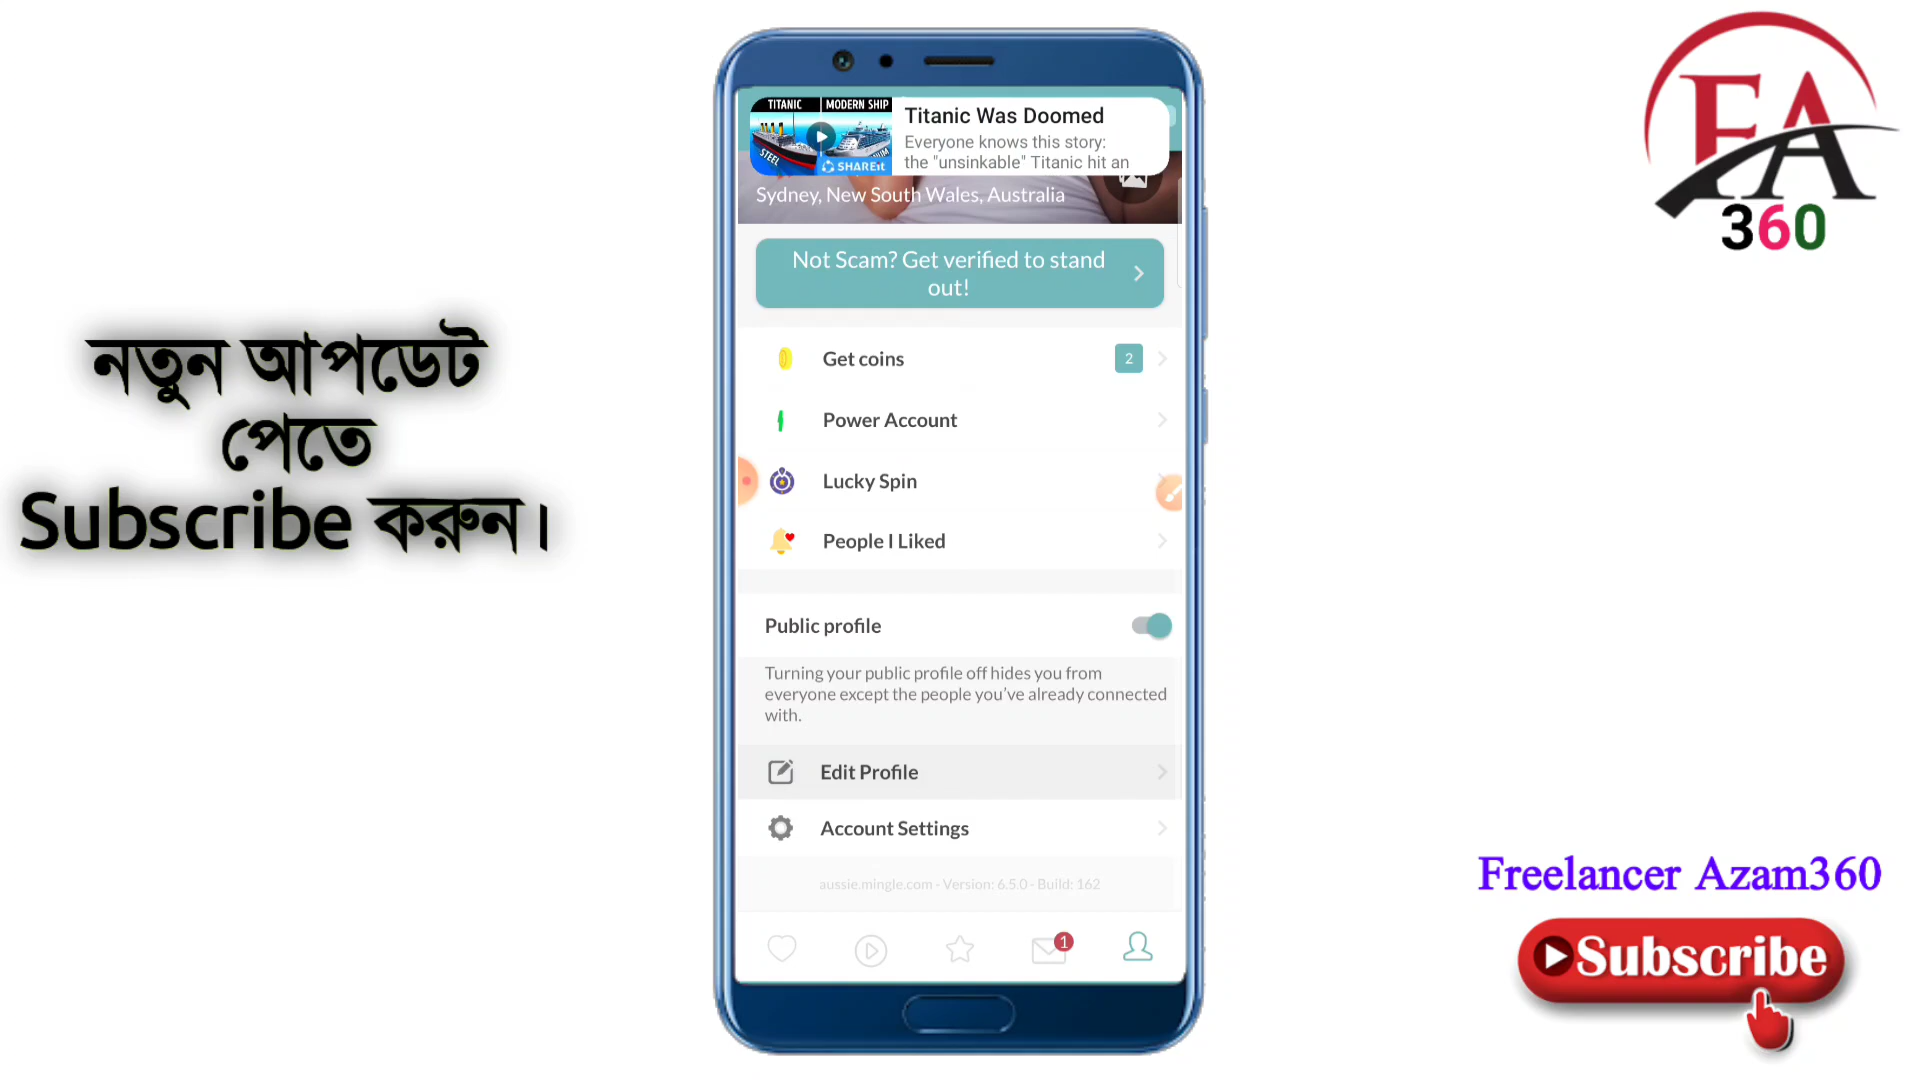 নতুন আপডেট
পেতে
Subscribe করুন।
TITANIC
MODERN SHIP
STEEL
SHAREit
Titanic Was Doomed
Everyone knows this story:
the "unsinkable" Titanic hit an
Sydney, New South Wales, Australia
Not Scam? Get verified to stand
out!
Get coins
2
Power Account
Lucky Spin
People I Liked
Public profile
Turning your public profile off hides you from
everyone except the people you've already connected
with.
Edit Profile
Account Settings
aussie.mingle.com - Version: 6.5.0 - Build: 162
1
FA
360
Freelancer Azam360
Subscribe